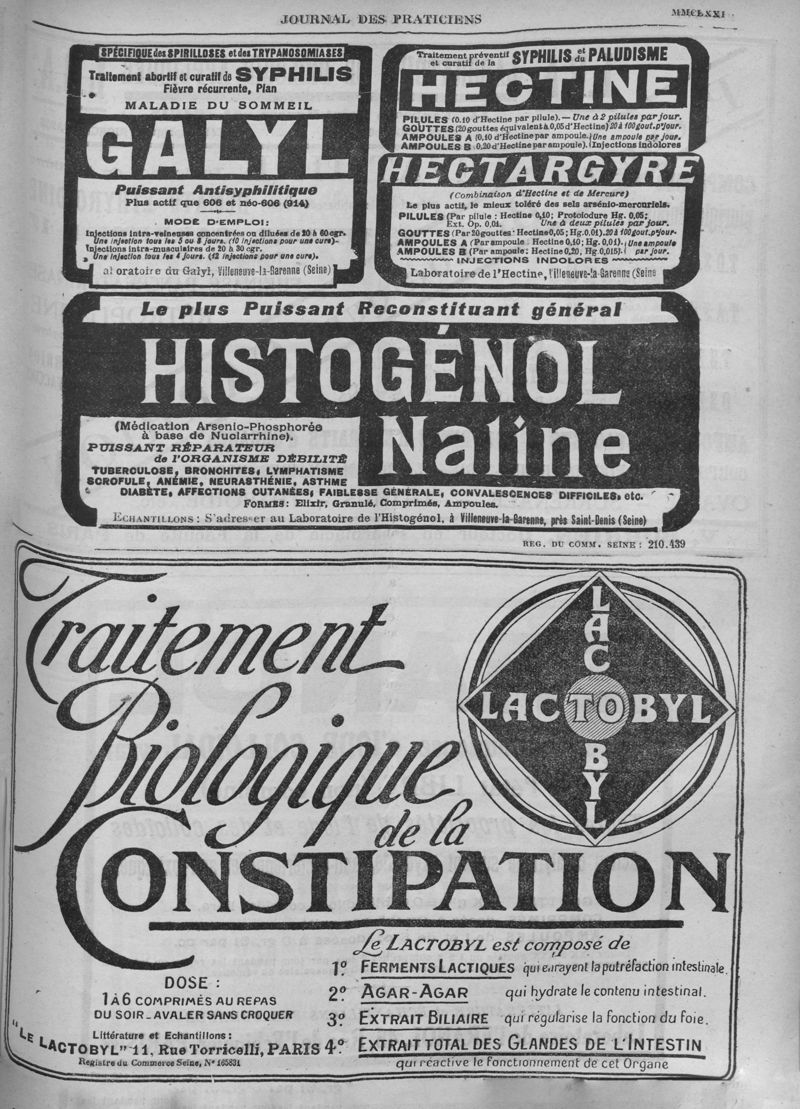 JOURNAL DES PRATICIENS
MMCLXXI
SPÉCIFIQUE des SPIRILLOSES et des TRYPANOSOMIASES
Traitement abortif et curatif de SYPHILIS
Fièvre récurrente, Pian
MALADIE DU SOMMEIL
GALYL
Puissant Antisyphilitique
Plus actif que 606 et néo-606 (914)
MODE D'EMPLOI:
Injections intra-veineuses concentrées ou diluées de 20 à 40 cgr.
Une injection tous les 5 ou 8 jours. (10 injections pour une cure).
Injections intra-musculaires de 20 à 30 cgr.
Une injection tous les 4 jours. (12 injections pour une cure).
aboratoire du Galyl, Villeneuve-la-Garenne (Seine)
Traitement préventif et curatif de la SYPHILIS et du PALUDISME
HECTINE
PILULES (0.10 d'Hectine par pilule). — Une à 2 pilules par jour.
GOUTTES (20 gouttes équivalent à 0,05 d'Hectine) 20 à 100 gout. p' jour.
AMPOULES A (0,10 d'Hectine par ampoule.) Une ampoule par jour.
AMPOULES B (0,20 d'Hectine par ampoule). Injections indolores
HECTARGYRE
(Combinaison d'Hectine et de Mercure)
Le plus actif, le mieux toléré des sels arsénio-mercuriels.
PILULES (Par pilule : Hectine 0,10; Protoiodure Hg. 0,05;
Ext. Op. 0,01. Une à deux pilules par jour.
GOUTTES (Par 20 gouttes : Hectine 0,05; Hg. 0,01). 20 à 100 gout. p' jour.
AMPOULES A (Par ampoule : Hectine 0,10; Hg. 0,01). Une ampoule
AMPOULES B (Par ampoule: Hectine 0,20, Hg. 0,015). par jour.
INJECTIONS INDOLORES
Laboratoire de l'Hectine, Villeneuve-la-Garenne (Seine
Le plus Puissant Reconstituant général
HISTOGÉNOL
Naline
(Médication Arsenio-Phosphorée
à base de Nuclarrhine).
PUISSANT RÉPARATEUR
de l'ORGANISME DÉBILITÉ
TUBERCULOSE, BRONCHITES, LYMPHATISME
SCROFULE, ANÉMIE, NEURASTHÉNIE, ASTHME
DIABÈTE, AFFECTIONS CUTANÉES, FAIBLESSE GÉNÉRALE, CONVALESCENCES DIFFICILES, etc.
FORMES: Elixir, Granulé, Comprimés, Ampoules.
ÉCHANTILLONS : S'adresser au Laboratoire de l'Histogénol, à Villeneuve-la-Garenne, près Saint-Denis (Seine)
REG. DU COMM. SEINE : 210.439
Traitement
Biologique
de la
CONSTIPATION
LACTOBYL
LACTOBYL
Le LACTOBYL est composé de
1º FERMENTS LACTIQUES qui enrayent la putréfaction intestinale.
2º AGAR-AGAR qui hydrate le contenu intestinal.
3º EXTRAIT BILIAIRE qui régularise la fonction du foie.
4º EXTRAIT TOTAL DES GLANDES DE L'INTESTIN
qui réactive le fonctionnement de cet Organe
DOSE :
1 À 6 COMPRIMÉS AU REPAS
DU SOIR - AVALER SANS CROQUER
Littérature et Echantillons :
"LE LACTOBYL" 11, Rue Torricelli, PARIS
Registre du Commerce Seine, Nº 165831